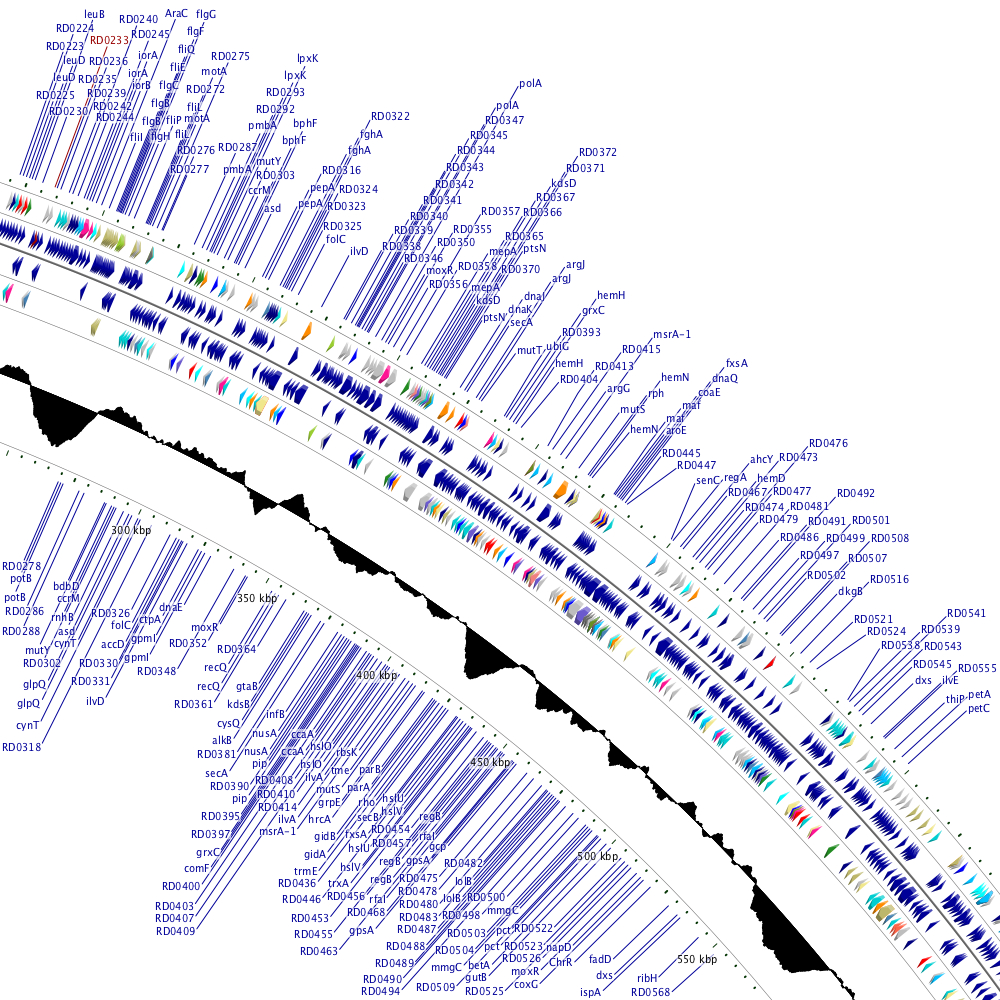 leuB
RD0240
AraC
flgG
RD0224
RD0233
RD0245
flgF
RD0223
iorA
fliQ
leuD
RD0236
fliE
RD0275
lpxK
leuD
RD0235
iorA
motA
lpxK
RD0225
RD0239
iorB
flgC
RD0272
RD0293
RD0230
RD0242
flgB
fliL
RD0292
RD0244
flgB
fliP
motA
pmbA
bphF
RD0322
fliI
flgH
fliL
bphF
fghA
RD0276
RD0287
fghA
RD0277
pmbA
mutY
RD0303
RD0316
ccrM
pepA
RD0324
asd
pepA
RD0323
RD0325
folC
ilvD
polA
polA
RD0347
RD0345
RD0344
RD0343
RD0342
RD0341
RD0340
RD0339
RD0338
RD0346
moxR
RD0356
RD0372
RD0371
kdsD
RD0367
RD0357
RD0366
RD0355
RD0365
RD0350
mepA
ptsN
RD0358
RD0370
argJ
mepA
argJ
kdsD
dnaJ
hemH
ptsN
dnaK
grxC
secA
RD0393
ubiG
mutT
hemH
RD0404
RD0413
RD0415
msrA-1
argG
hemN
rph
mutS
hemN
fxsA
dnaQ
coaE
maf
maf
aroE
RD0445
RD0447
senC
regA
ahcY
RD0476
RD0473
hemD
RD0467
RD0477
RD0474
RD0481
RD0492
RD0479
RD0491
RD0501
RD0486
RD0499
RD0508
RD0497
RD0507
RD0502
RD0516
dkgB
RD0521
RD0541
RD0524
RD0539
RD0538
RD0543
RD0545
RD0555
dxs
ilvE
thiP
petA
petC
300 kbp
350 kbp
400 kbp
450 kbp
500 kbp
550 kbp
RD0278
potB
potB
RD0286
RD0288
mutY
RD0302
glpQ
glpQ
cynT
RD0318
bdbD
ccrM
rnhB
asd
cynT
RD0326
folC
accD
RD0330
RD0331
ilvD
dnaE
ctpA
gpmI
gpmI
RD0348
RD0352
moxR
RD0364
recQ
recQ
RD0361
gtaB
kdsB
cysQ
alkB
RD0381
secA
RD0390
pip
RD0395
RD0397
grxC
comF
RD0400
RD0403
RD0407
RD0409
infB
nusA
nusA
pip
ccaA
ccaA
hslO
hslO
rbsK
RD0408
ilvA
tme
parB
RD0410
mutS
parA
RD0414
grpE
rho
hslU
ilvA
hrcA
secB
hslV
regB
msrA-1
gidB
fxsA
RD0454
rfaI
gidA
hslU
RD0457
gcp
hslV
regB
gpsA
RD0482
trmE
regB
RD0475
lolB
RD0436
trxA
RD0478
RD0446
RD0456
rfaI
RD0480
lolB
RD0500
RD0453
RD0468
RD0483
RD0498
mmgC
RD0455
gpsA
RD0487
RD0503
RD0522
RD0463
RD0488
RD0504
pct
RD0523
napD
RD0489
pct
RD0526
ChrR
fadD
RD0490
mmgC
betA
moxR
dxs
RD0494
RD0509
gutB
coxG
ribH
RD0525
ispA
RD0568